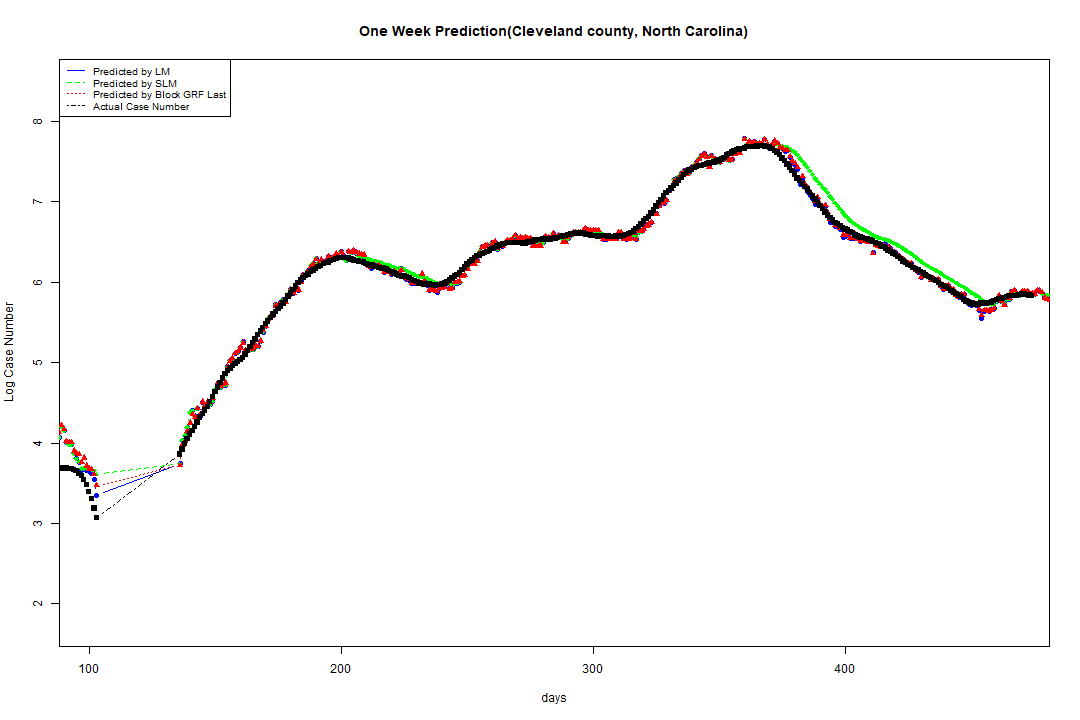 One Week Prediction(Cleveland county, North Carolina)
Predicted by LM
Predicted by SLM
Predicted by Block GRF Last
Actual Case Number
8
7
6
5
4
3
2
Log Case Number
100 200 300 400
days